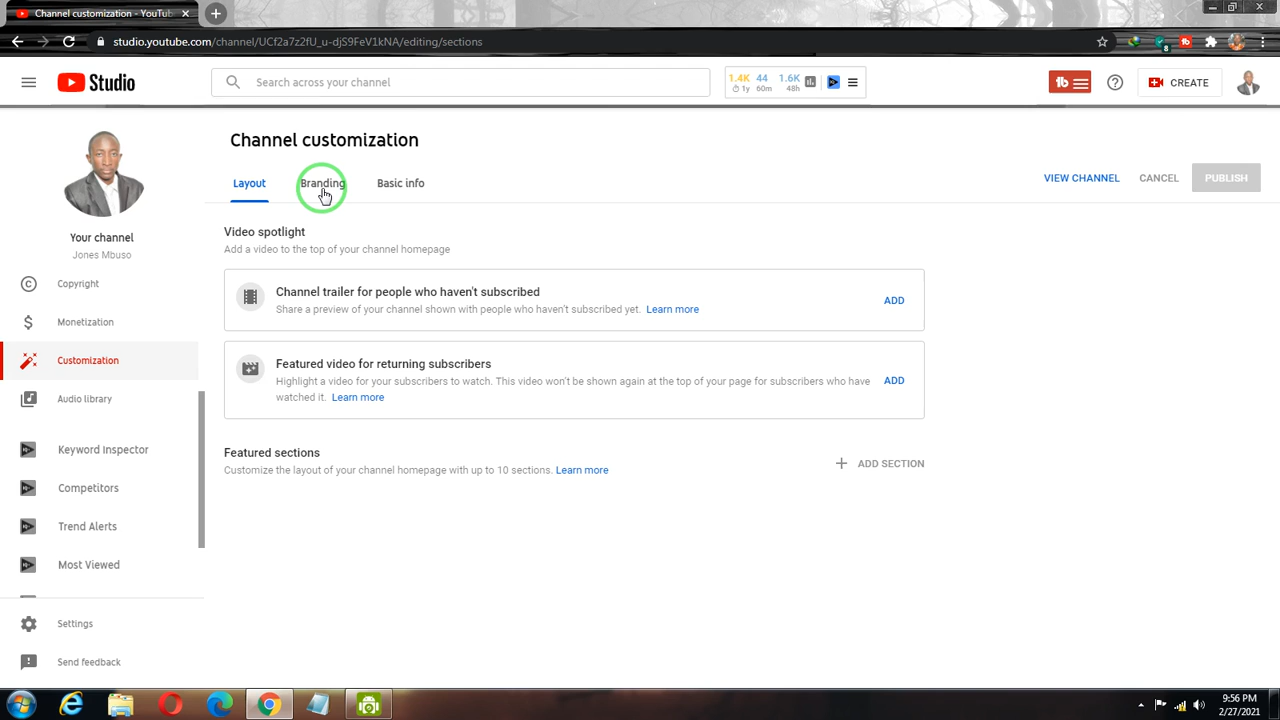 Channel customization - YouTub
studio.youtube.com/channel/UCf2a7z2fU_u-djS9FeV1kNA/editing/sections
8
Studio
Search across your channel
1.4K 44 1.6K
1y 60m 48h
CREATE
Your channel
Jones Mbuso
Copyright
Monetization
Customization
Audio library
Keyword Inspector
Competitors
Trend Alerts
Most Viewed
Settings
Send feedback
Channel customization
Layout Branding Basic info
VIEW CHANNEL CANCEL PUBLISH
Video spotlight
Add a video to the top of your channel homepage
Channel trailer for people who haven't subscribed
Share a preview of your channel shown with people who haven't subscribed yet. Learn more
ADD
Featured video for returning subscribers
Highlight a video for your subscribers to watch. This video won't be shown again at the top of your page for subscribers who have
watched it. Learn more
ADD
Featured sections
Customize the layout of your channel homepage with up to 10 sections. Learn more
ADD SECTION
9:56 PM
2/27/2021